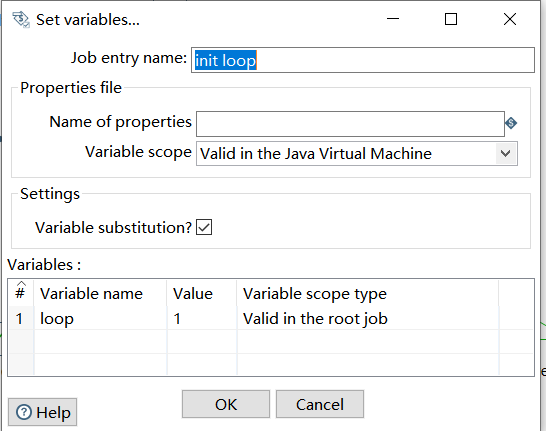 Set variables...
Job entry name: init loop
Properties file
Name of properties
Variable scope Valid in the Java Virtual Machine
Settings
Variable substitution?
Variables :
# Variable name Value Variable scope type
1 loop 1 Valid in the root job
OK Cancel
Help